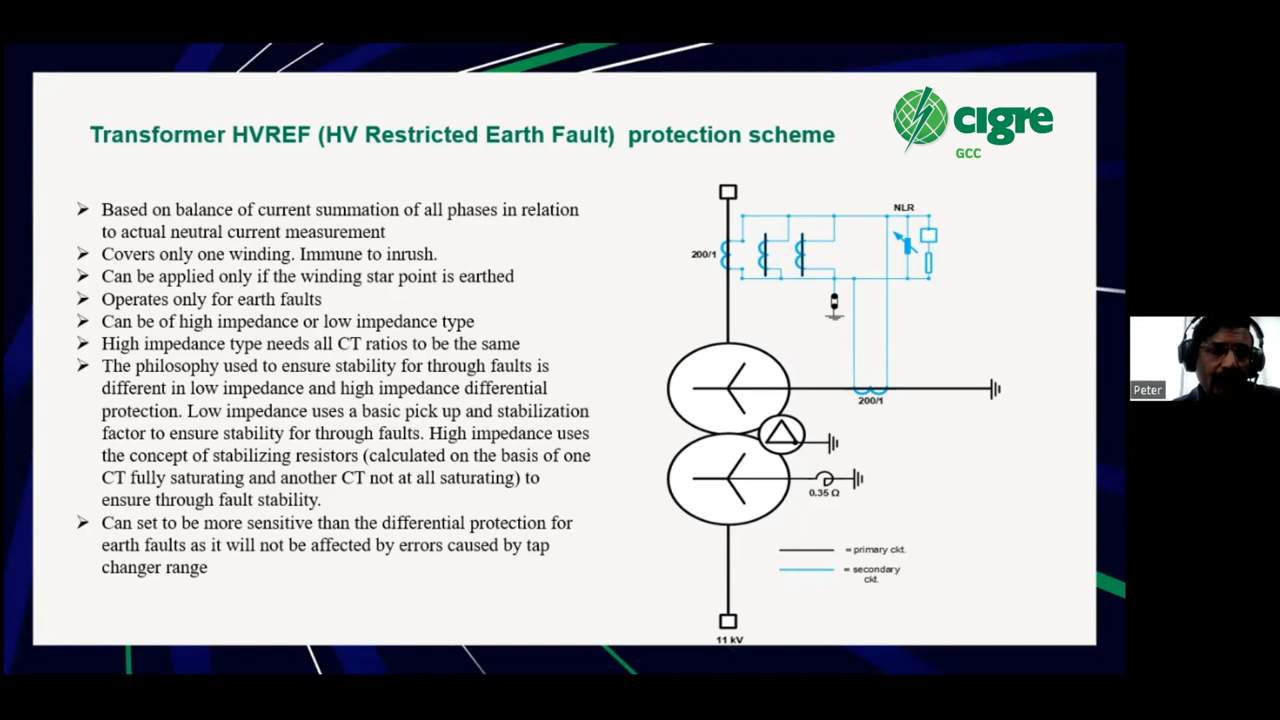 cigre
GCC
Transformer HVREF (HV Restricted Earth Fault) protection scheme
Based on balance of current summation of all phases in relation
to actual neutral current measurement
Covers only one winding. Immune to inrush.
Can be applied only if the winding star point is earthed
Operates only for earth faults
Can be of high impedance or low impedance type
High impedance type needs all CT ratios to be the same
The philosophy used to ensure stability for through faults is
different in low impedance and high impedance differential
protection. Low impedance uses a basic pick up and stabilization
factor to ensure stability for through faults. High impedance uses
the concept of stabilizing resistors (calculated on the basis of one
CT fully saturating and another CT not at all saturating) to
ensure through fault stability.
Can set to be more sensitive than the differential protection for
earth faults as it will not be affected by errors caused by tap
changer range
NLR
200/1
200/1
0.35 Ω
= primary ckt.
= secondary
ckt.
11 kV
Peter